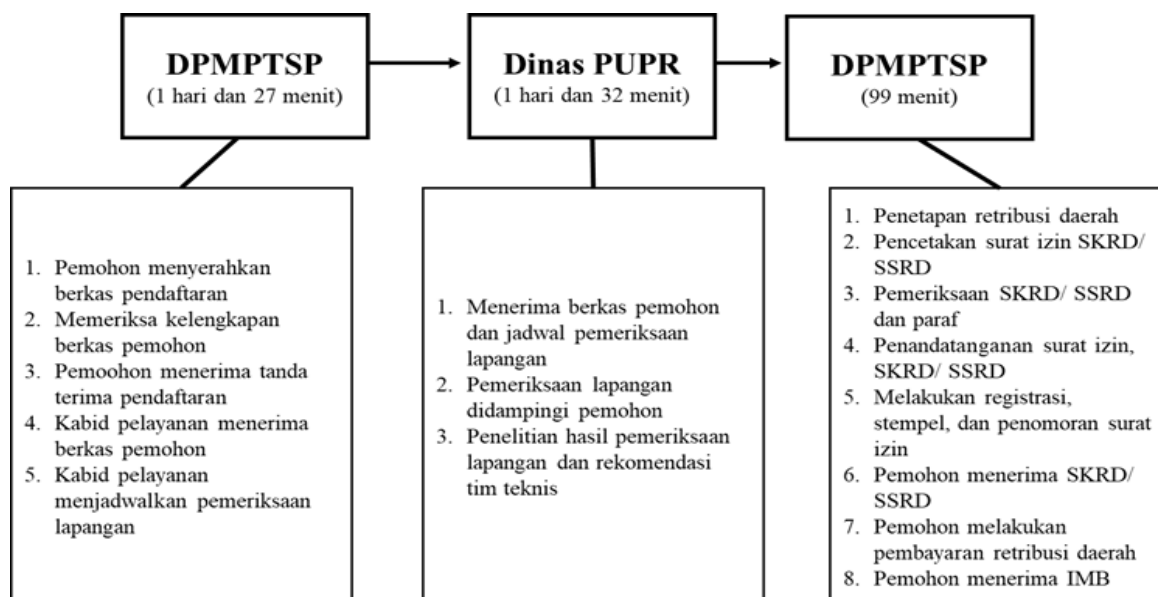 DPMPTSP
(1 hari dan 27 menit)
Dinas PUPR
(1 hari dan 32 menit)
DPMPTSP
(99 menit)
1. Pemohon menyerahkan
berkas pendaftaran
2. Memeriksa kelengkapan
berkas pemohon
3. Pemoohon menerima tanda
terima pendaftaran
4. Kabid pelayanan menerima
berkas pemohon
5. Kabid pelayanan
menjadwalkan pemeriksaan
lapangan
1. Menerima berkas pemohon
dan jadwal pemeriksaan
lapangan
2. Pemeriksaan lapangan
didampingi pemohon
3. Penelitian hasil pemeriksaan
lapangan dan rekomendasi
tim teknis
1. Penetapan retribusi daerah
2. Pencetakan surat izin SKRD/
SSRD
3. Pemeriksaan SKRD/ SSRD
dan paraf
4. Penandatanganan surat izin,
SKRD/ SSRD
5. Melakukan registrasi,
stempel, dan penomoran surat
izin
6. Pemohon menerima SKRD/
SSRD
7. Pemohon melakukan
pembayaran retribusi daerah
8. Pemohon menerima IMB